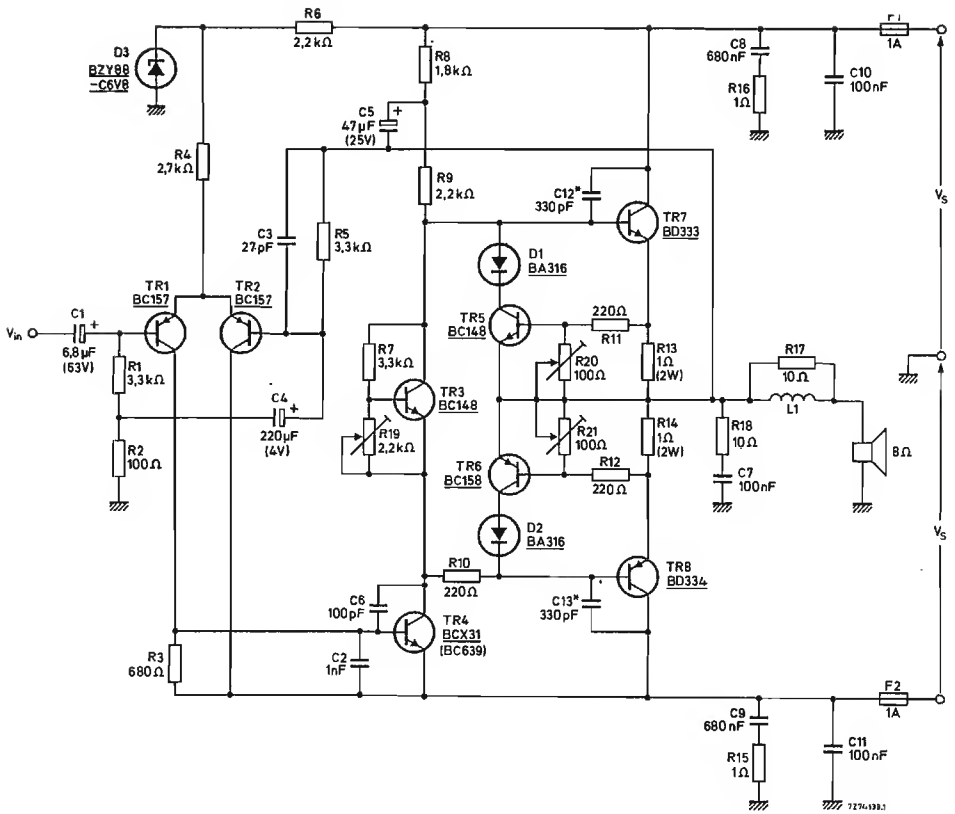 R6
2,2kΩ
F1
1A
D3
BZY88
-C6V8
R8
1,8kΩ
C8
680nF
C10
100nF
R16
1Ω
C5
47µF
(25V)
+
R4
2,7kΩ
R9
2,2kΩ
C12*
330pF
TR7
BD333
VS
C3
27pF
R5
3,3kΩ
D1
BA316
TR1
BC157
TR2
BC157
TR5
BC148
220Ω
R11
Vin
C1
+
6,8µF
(63V)
R1
3,3kΩ
R7
3,3kΩ
R20
100Ω
R13
1Ω
(2W)
R17
10Ω
L1
C4
+
220µF
(4V)
TR3
BC148
R19
2,2kΩ
R21
100Ω
R14
1Ω
(2W)
R18
10Ω
8Ω
R2
100Ω
TR6
BC158
R12
220Ω
C7
100nF
D2
BA316
VS
R10
220Ω
TR8
BD334
C6
100pF
TR4
BCX31
(BC639)
C13*
330pF
R3
680Ω
C2
1nF
F2
1A
C9
680nF
C11
100nF
R15
1Ω